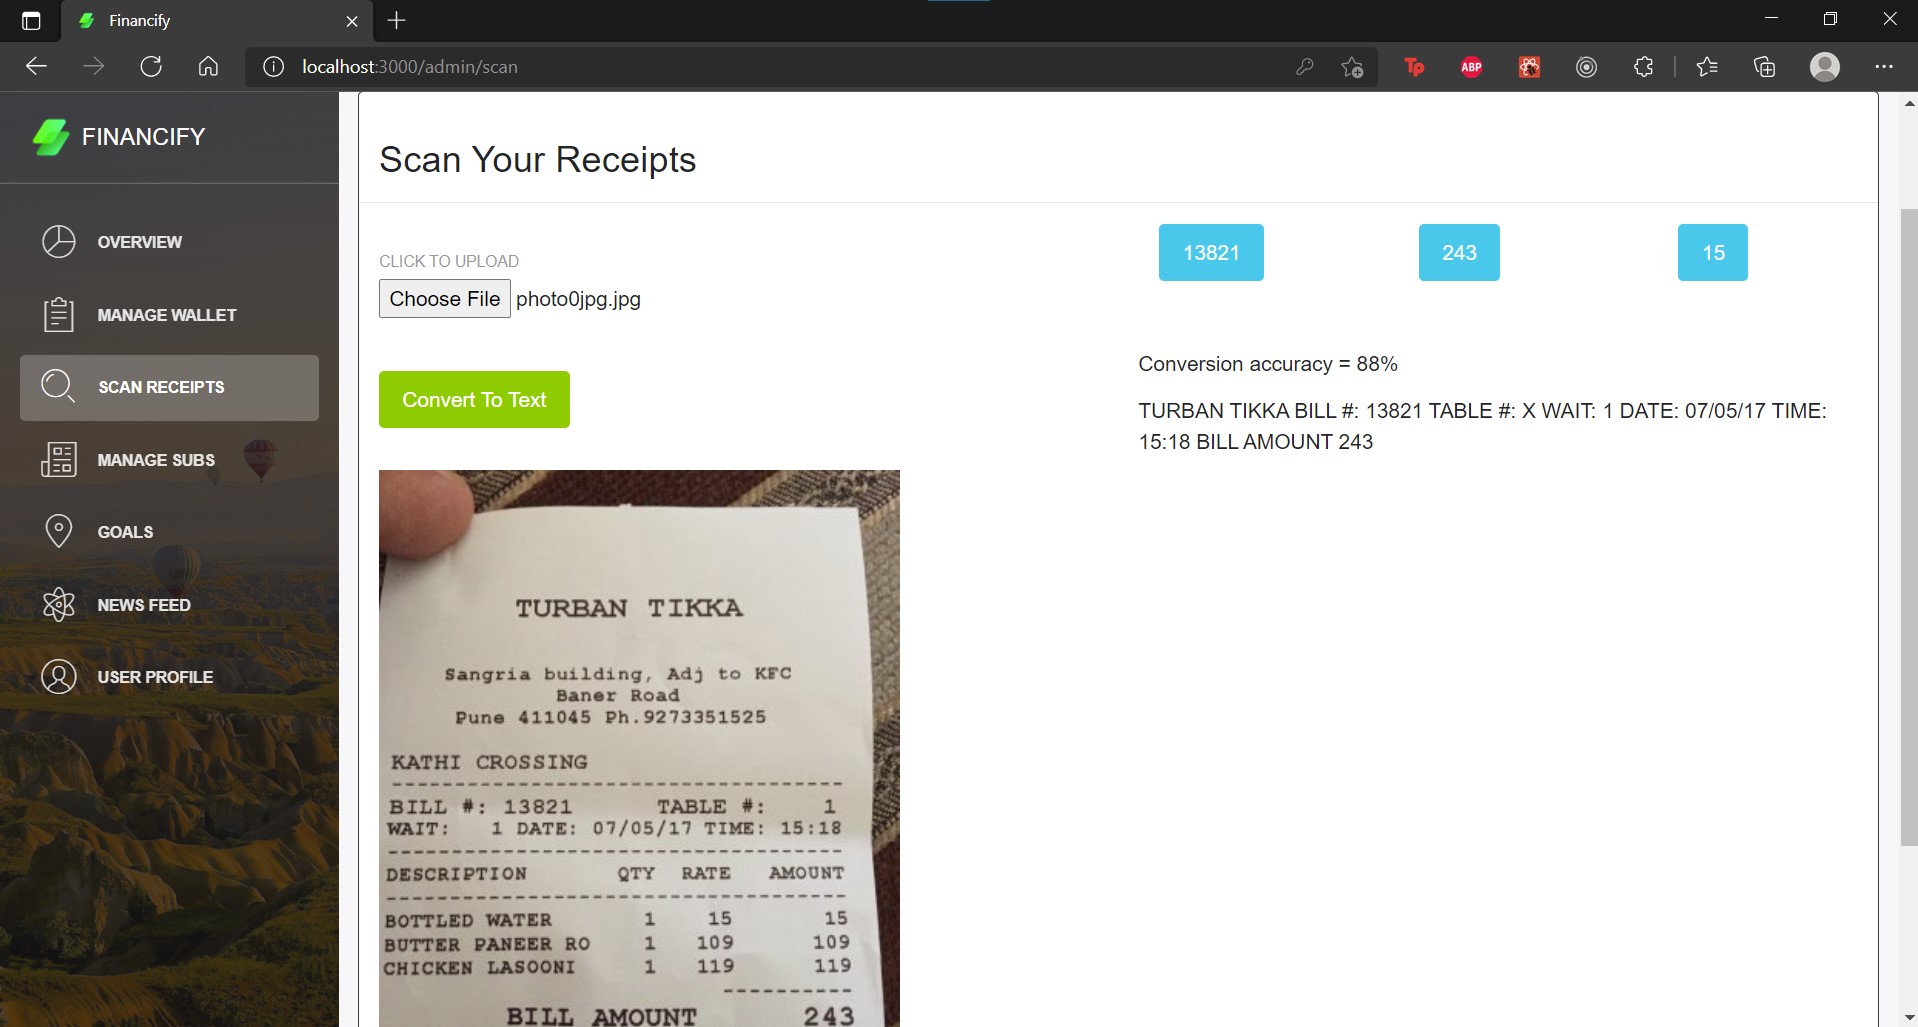 Financify
localhost:3000/admin/scan
ABP
FINANCIFY
OVERVIEW
MANAGE WALLET
SCAN RECEIPTS
MANAGE SUBS
GOALS
NEWS FEED
USER PROFILE
Scan Your Receipts
CLICK TO UPLOAD
Choose File photo0jpg.jpg
Convert To Text
TURBAN TIKKA
Sangria building, Adj to KFC
Baner Road
Pune 411045 Ph.9273351525
KATHI CROSSING
BILL #: 13821 TABLE #: 1
WAIT: 1 DATE: 07/05/17 TIME: 15:18
DESCRIPTION QTY RATE AMOUNT
BOTTLED WATER 1 15 15
BUTTER PANEER RO 1 109 109
CHICKEN LASOONI 1 119 119
BILL AMOUNT 243
13821 243 15
Conversion accuracy = 88%
TURBAN TIKKA BILL #: 13821 TABLE #: X WAIT: 1 DATE: 07/05/17 TIME:
15:18 BILL AMOUNT 243